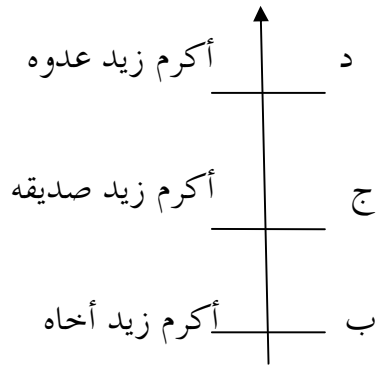 د أكرم زيد عدوه
ج أكرم زيد صديقه
ب أكرم زيد أخاه